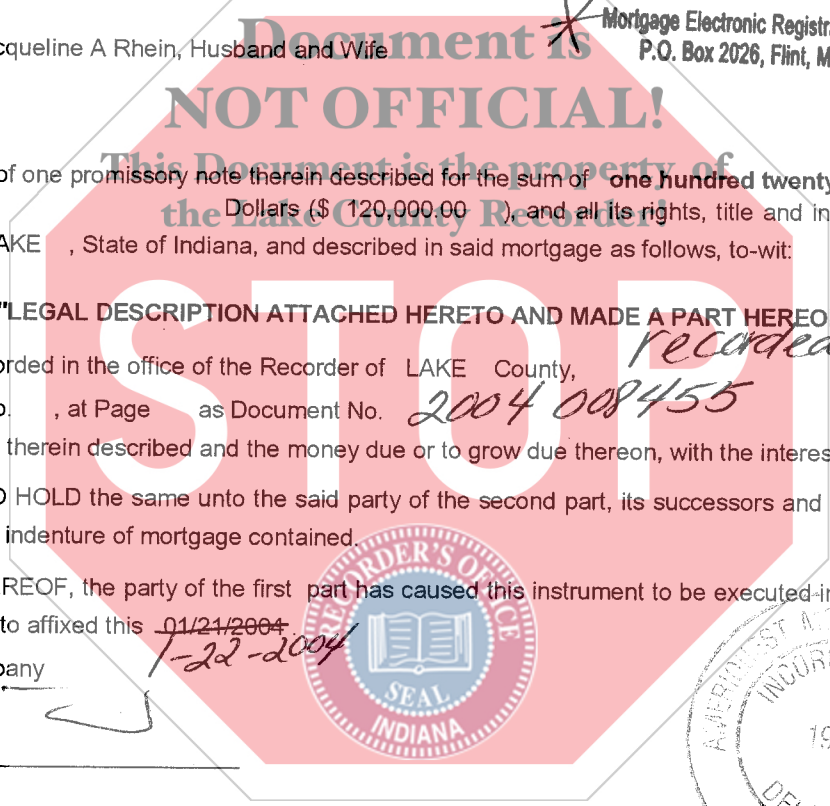 Mortgage Electronic Registr
P.O. Box 2026, Flint, M
cqueline A Rhein, Husband and Wife
Document is
NOT OFFICIAL!
This Document is the property of
the Lake County Recorder!
of one promissory note therein described for the sum of one hundred twenty
Dollars ($ 120,000.00 ), and all its rights, title and in
AKE , State of Indiana, and described in said mortgage as follows, to-wit:
"LEGAL DESCRIPTION ATTACHED HERETO AND MADE A PART HEREO
recorded
orded in the office of the Recorder of LAKE County,
o. , at Page as Document No. 2004 008455
therein described and the money due or to grow due thereon, with the interes
O HOLD the same unto the said party of the second part, its successors and
indenture of mortgage contained.
REOF, the party of the first part has caused this instrument to be executed in
to affixed this 01/21/2004
1-22-2004
pany
STOP
RECORDER'S OFFICE
SEAL
INDIANA
AMERIQUEST
INCOR
19
DEL